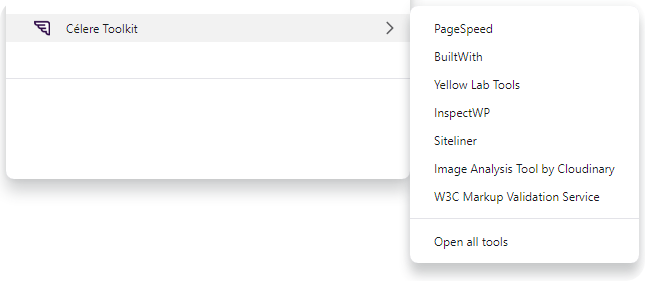 Célere Toolkit
PageSpeed
BuiltWith
Yellow Lab Tools
InspectWP
Siteliner
Image Analysis Tool by Cloudinary
W3C Markup Validation Service
Open all tools